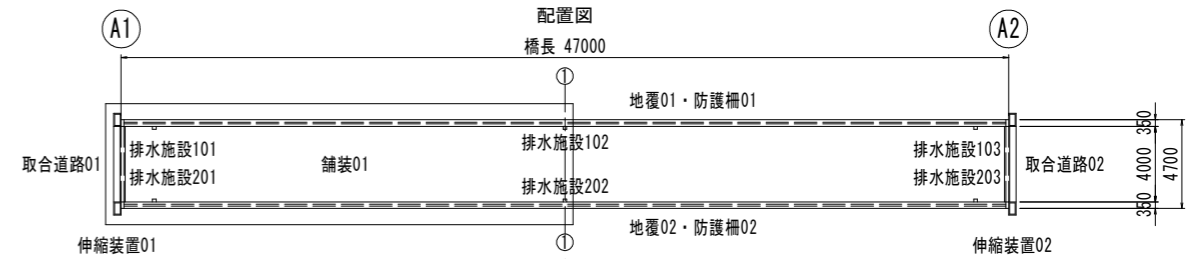 配置図
A1
A2
橋長 47000
①
地覆01・防護柵01
排水施設101
排水施設102
排水施設103
取合道路01
舗装01
取合道路02
排水施設201
排水施設202
排水施設203
地覆02・防護柵02
①
伸縮装置01
伸縮装置02
350
4000
350
4700